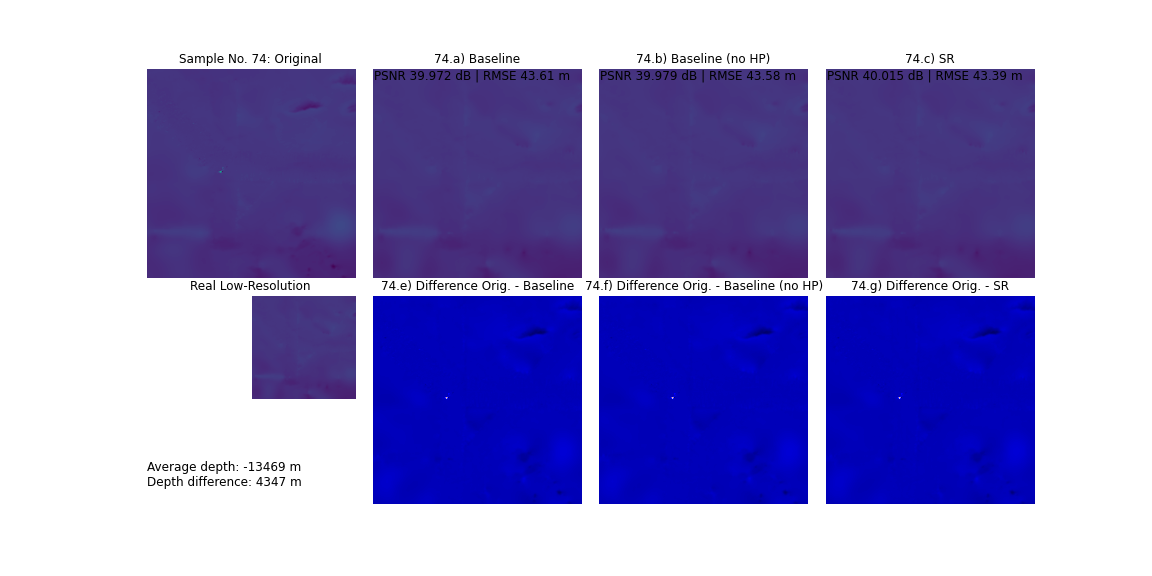 Sample No. 74: Original
74.a) Baseline
74.b) Baseline (no HP)
74.c) SR
PSNR 39.972 dB | RMSE 43.61 m
PSNR 39.979 dB | RMSE 43.58 m
PSNR 40.015 dB | RMSE 43.39 m
Real Low-Resolution
74.e) Difference Orig. - Baseline
74.f) Difference Orig. - Baseline (no HP)
74.g) Difference Orig. - SR
Average depth: -13469 m
Depth difference: 4347 m